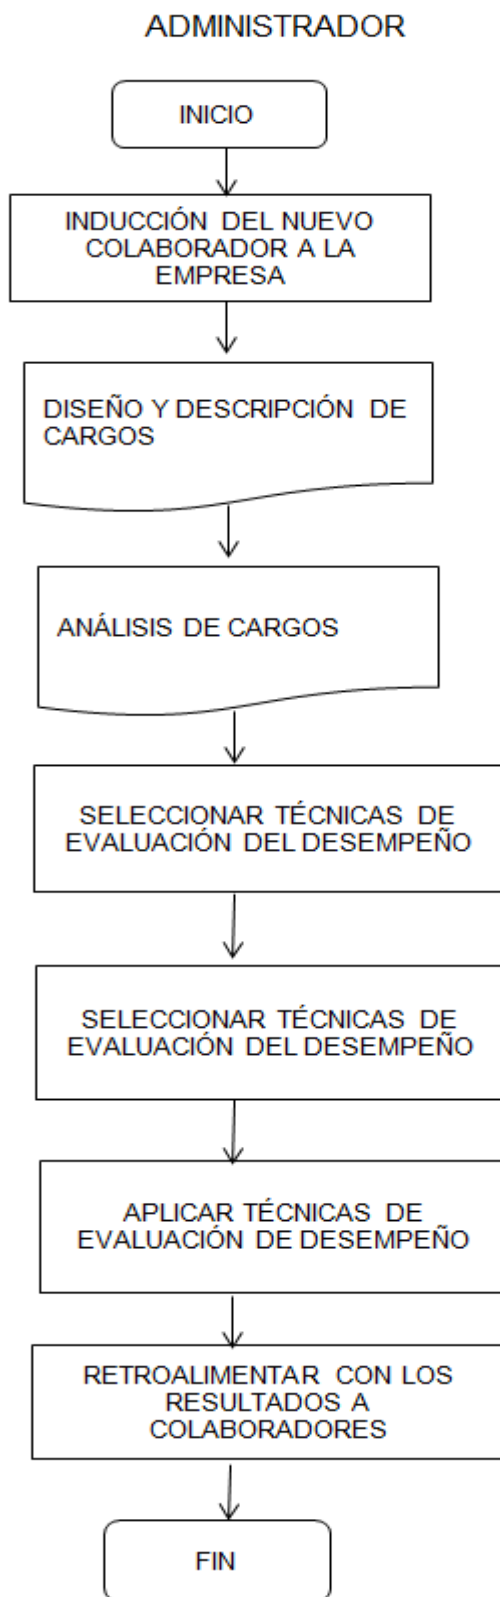 ADMINISTRADOR
INICIO
INDUCCIÓN DEL NUEVO
COLABORADOR A LA
EMPRESA
DISEÑO Y DESCRIPCIÓN DE
CARGOS
ANÁLISIS DE CARGOS
SELECCIONAR TÉCNICAS DE
EVALUACIÓN DEL DESEMPEÑO
SELECCIONAR TÉCNICAS DE
EVALUACIÓN DEL DESEMPEÑO
APLICAR TÉCNICAS DE
EVALUACIÓN DE DESEMPEÑO
RETROALIMENTAR CON LOS
RESULTADOS A
COLABORADORES
FIN